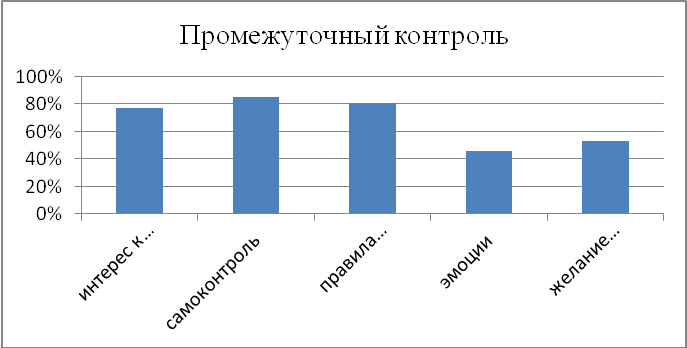 Промежуточный контроль
100%
80%
60%
40%
20%
0%
интерес к...
самоконтроль
правила...
эмоции
желание...